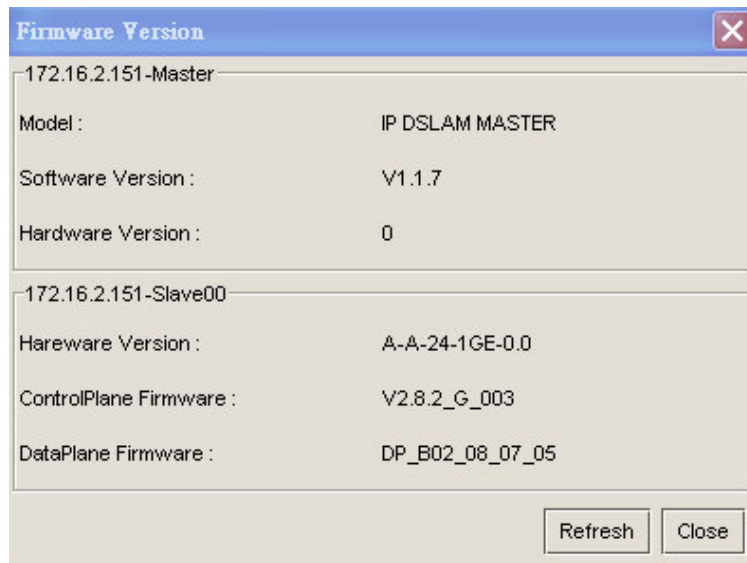 Firmware Version
172.16.2.151-Master
Model : IP DSLAM MASTER
Software Version : V1.1.7
Hardware Version : 0
172.16.2.151-Slave00
Hareware Version : A-A-24-1GE-0.0
ControlPlane Firmware : V2.8.2_G_003
DataPlane Firmware : DP_B02_08_07_05
Refresh Close